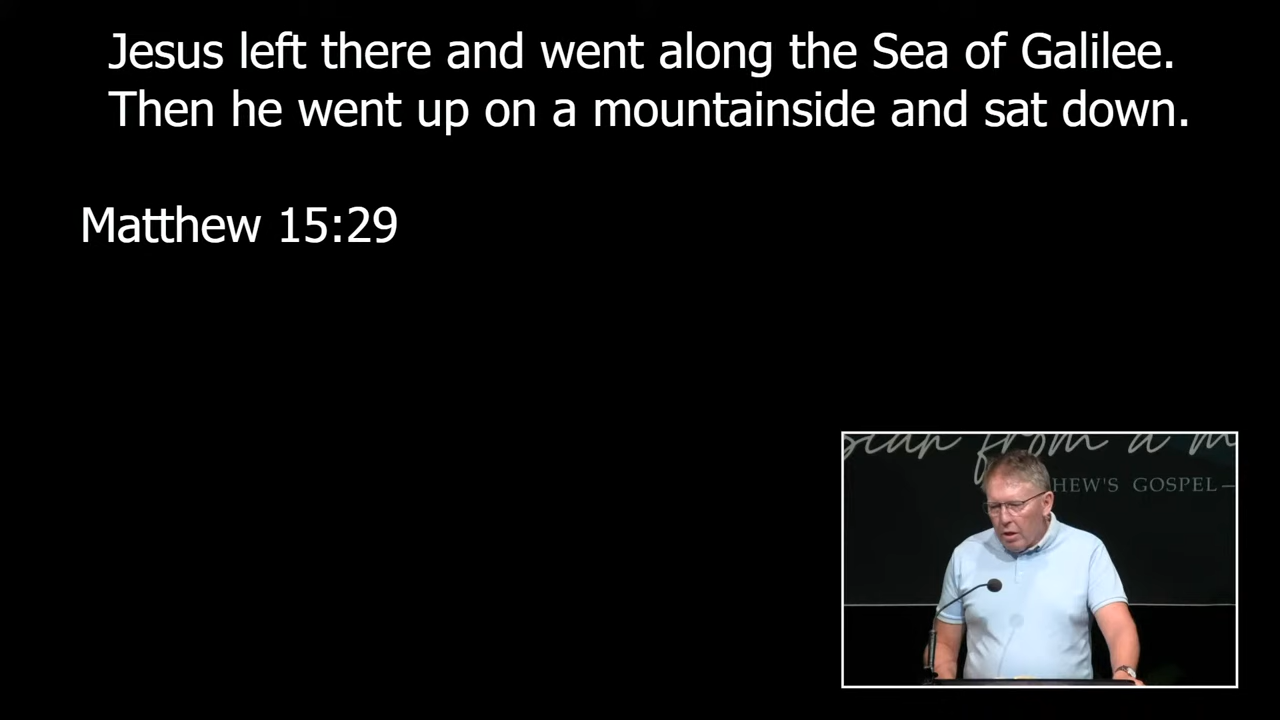 Jesus left there and went along the Sea of Galilee.
Then he went up on a mountainside and sat down.
Matthew 15:29
from a
GOSPEL